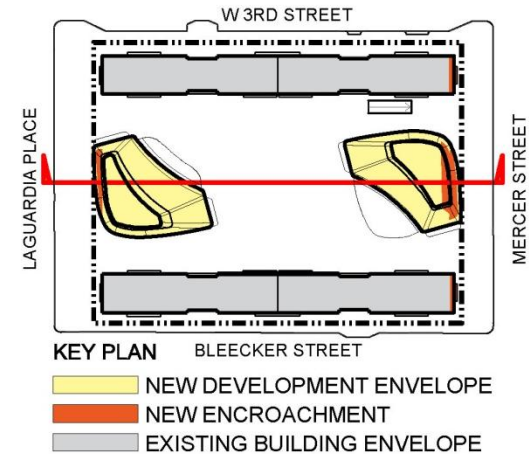 W 3RD STREET
LAGUARDIA PLACE
MERCER STREET
KEY PLAN
BLEECKER STREET
NEW DEVELOPMENT ENVELOPE
NEW ENCROACHMENT
EXISTING BUILDING ENVELOPE